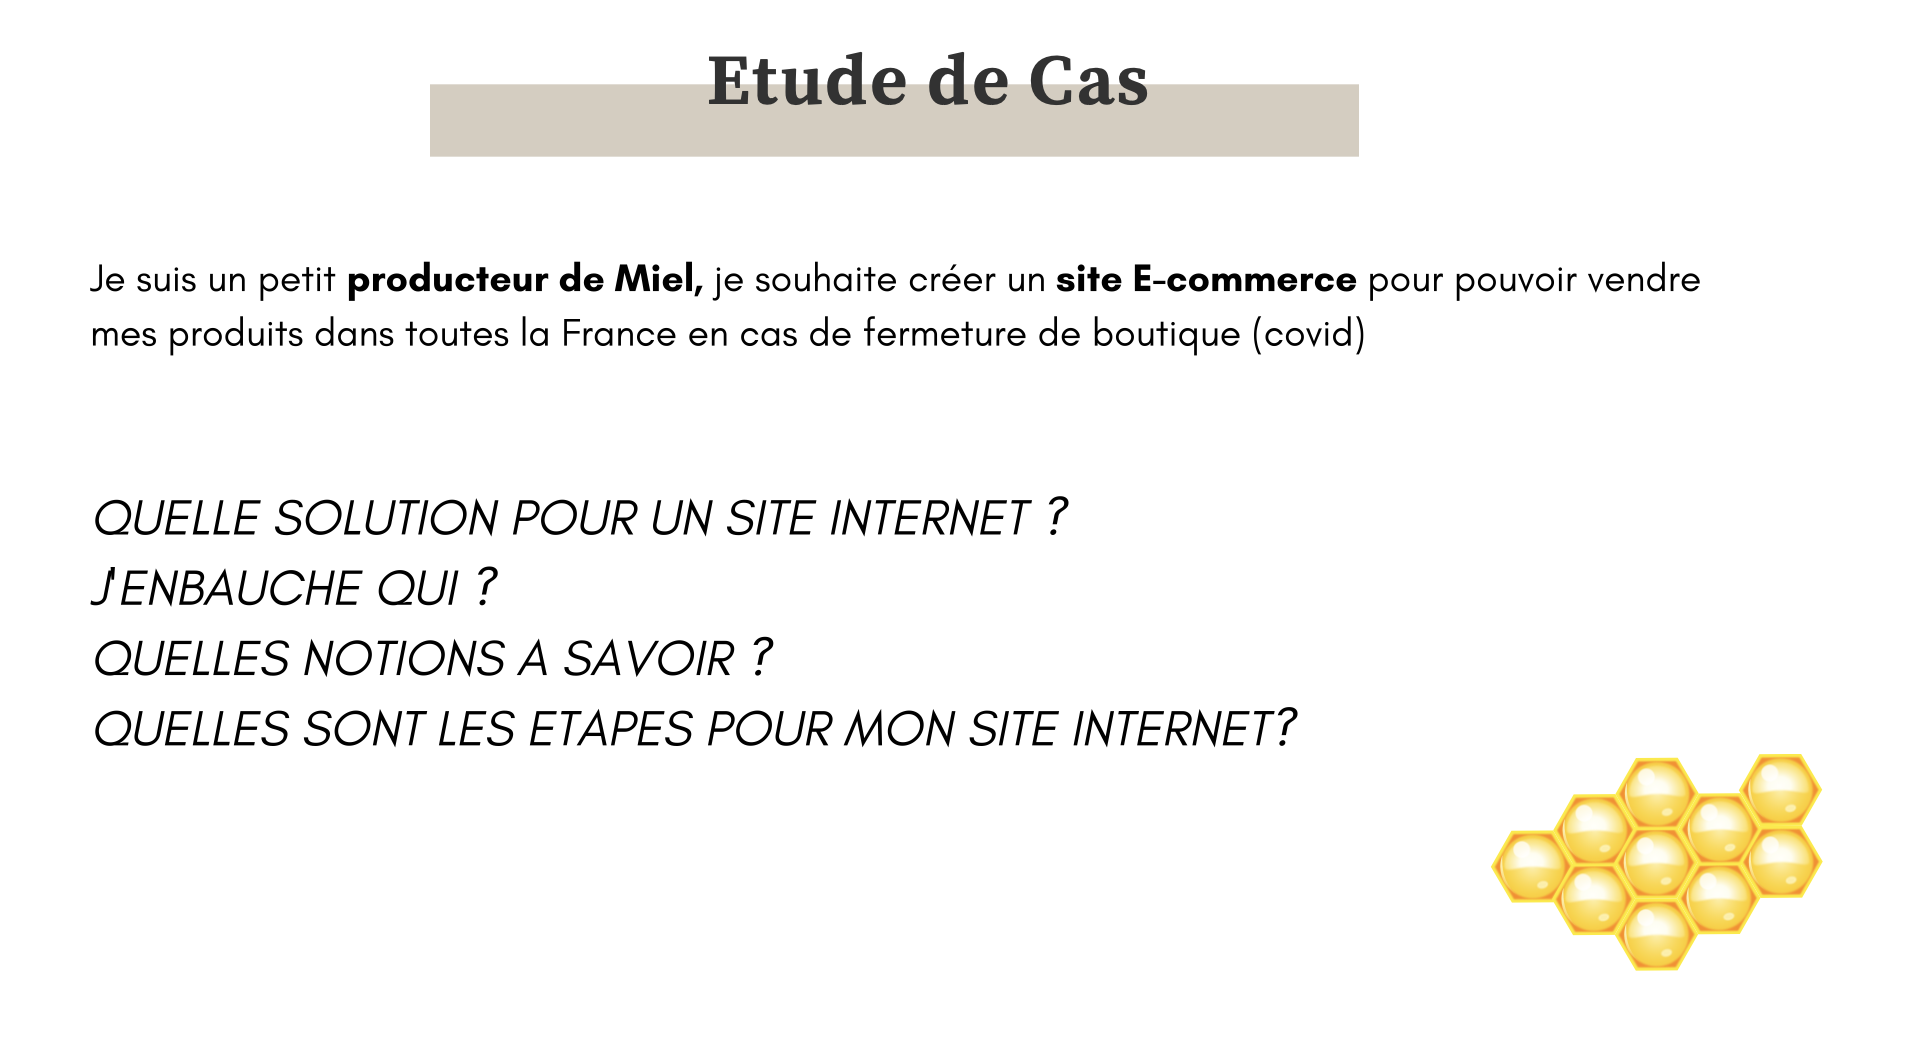 Etude de Cas
Je suis un petit producteur de Miel, je souhaite créer un site E-commerce pour pouvoir vendre
mes produits dans toutes la France en cas de fermeture de boutique (covid)
QUELLE SOLUTION POUR UN SITE INTERNET ?
J'ENBAUCHE QUI ?
QUELLES NOTIONS A SAVOIR ?
QUELLES SONT LES ETAPES POUR MON SITE INTERNET?